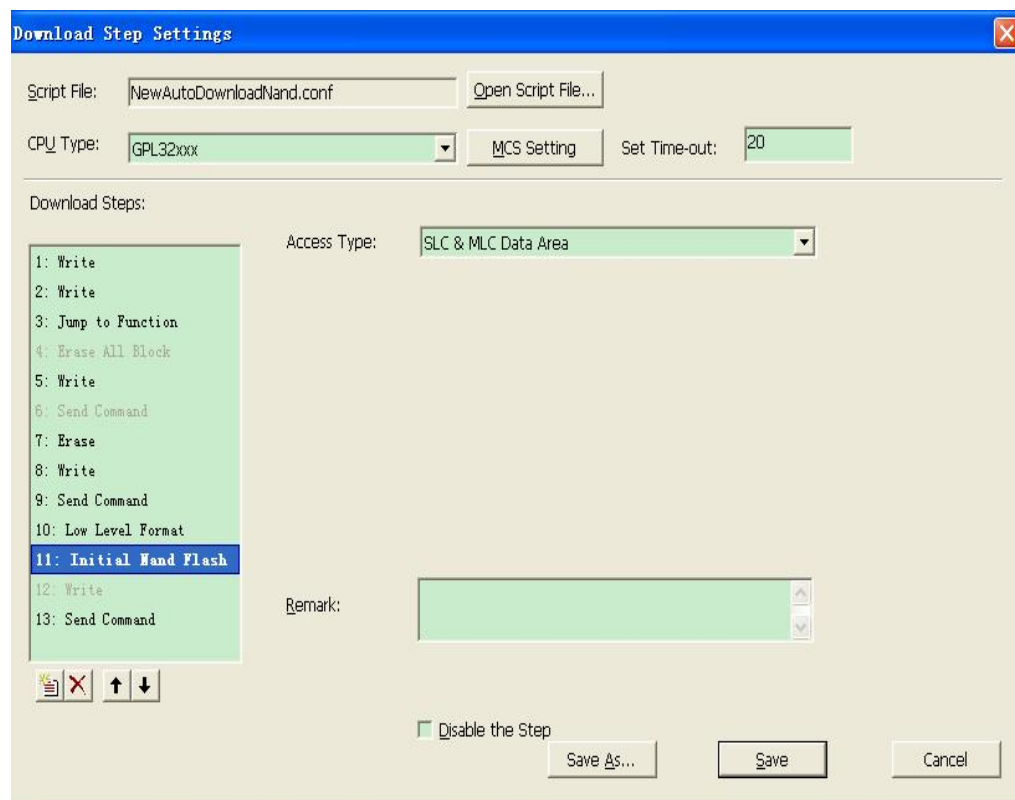 Download Step Settings
Script File: NewAutoDownloadNand.conf Open Script File...
CPU Type: GPL32xxx MCS Setting Set Time-out: 20
Download Steps:
Access Type: SLC & MLC Data Area
1: Write
2: Write
3: Jump to Function
4: Erase All Block
5: Write
6: Send Command
7: Erase
8: Write
9: Send Command
10: Low Level Format
11: Initial Nand Flash
12: Write
13: Send Command
Remark:
Disable the Step
Save As... Save Cancel